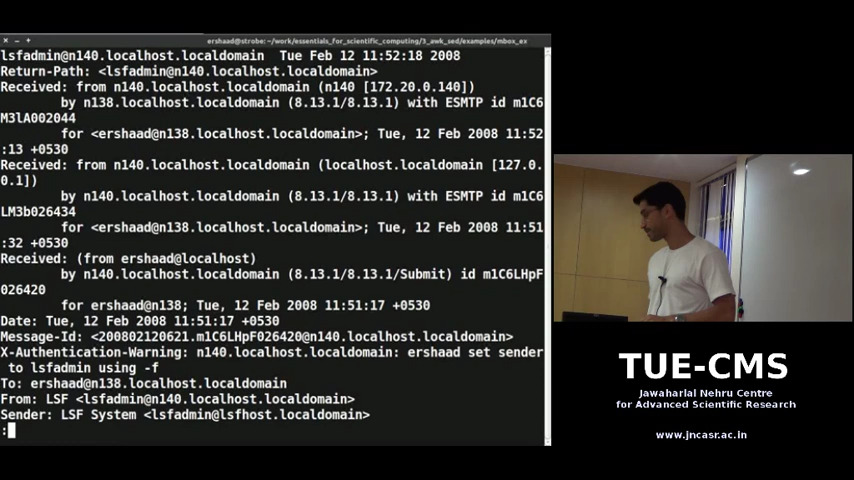 ershaad@strobe: ~/work/essentials_for_scientific_computing/3_awk_sed/examples/mbox_ex
lsfadmin@n140.localhost.localdomain  Tue Feb 12 11:52:18 2008
Return-Path: <lsfadmin@n140.localhost.localdomain>
Received: from n140.localhost.localdomain (n140 [172.20.0.140])
        by n138.localhost.localdomain (8.13.1/8.13.1) with ESMTP id m1C6
M3lA002044
        for <ershaad@n138.localhost.localdomain>; Tue, 12 Feb 2008 11:52
:13 +0530
Received: from n140.localhost.localdomain (localhost.localdomain [127.0.
0.1])
        by n140.localhost.localdomain (8.13.1/8.13.1) with ESMTP id m1C6
LM3b026434
        for <ershaad@n138.localhost.localdomain>; Tue, 12 Feb 2008 11:51
:32 +0530
Received: (from ershaad@localhost)
        by n140.localhost.localdomain (8.13.1/8.13.1/Submit) id m1C6LHpF
026420
        for ershaad@n138; Tue, 12 Feb 2008 11:51:17 +0530
Date: Tue, 12 Feb 2008 11:51:17 +0530
Message-Id: <200802120621.m1C6LHpF026420@n140.localhost.localdomain>
X-Authentication-Warning: n140.localhost.localdomain: ershaad set sender
 to lsfadmin using -f
To: ershaad@n138.localhost.localdomain
From: LSF <lsfadmin@n140.localhost.localdomain>
Sender: LSF System <lsfadmin@lsfhost.localdomain>
:
TUE-CMS
Jawaharlal Nehru Centre
for Advanced Scientific Research
www.jncasr.ac.in